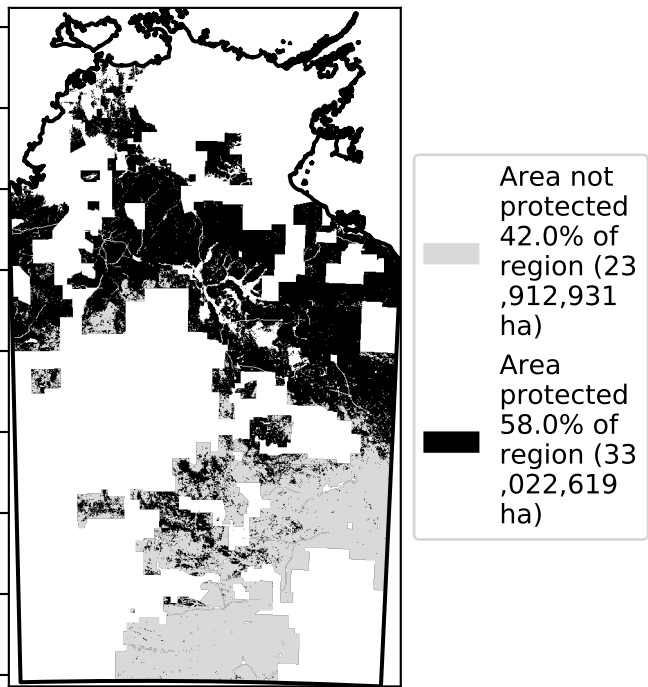 Area not
protected
42.0% of
region (23
,912,931
ha)
Area
protected
58.0% of
region (33
,022,619
ha)